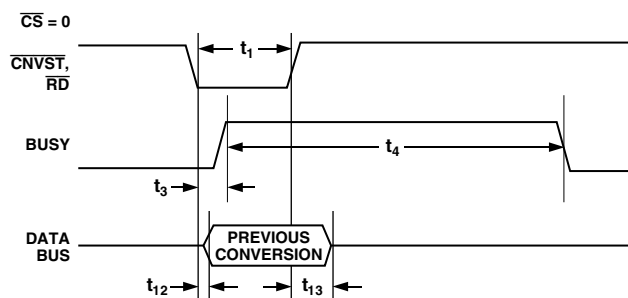 CS = 0
CNVST,
RD
t1
BUSY
t4
t3
DATA
BUS
PREVIOUS
CONVERSION
t12
t13